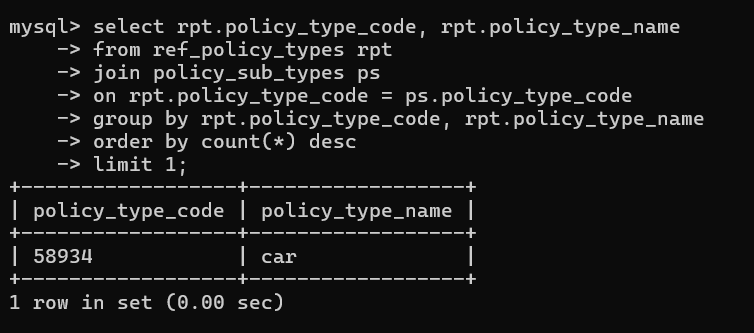 mysql> select rpt.policy_type_code, rpt.policy_type_name
    -> from ref_policy_types rpt
    -> join policy_sub_types ps
    -> on rpt.policy_type_code = ps.policy_type_code
    -> group by rpt.policy_type_code, rpt.policy_type_name
    -> order by count(*) desc
    -> limit 1;
+------------------+------------------+
| policy_type_code | policy_type_name |
+------------------+------------------+
| 58934            | car              |
+------------------+------------------+
1 row in set (0.00 sec)